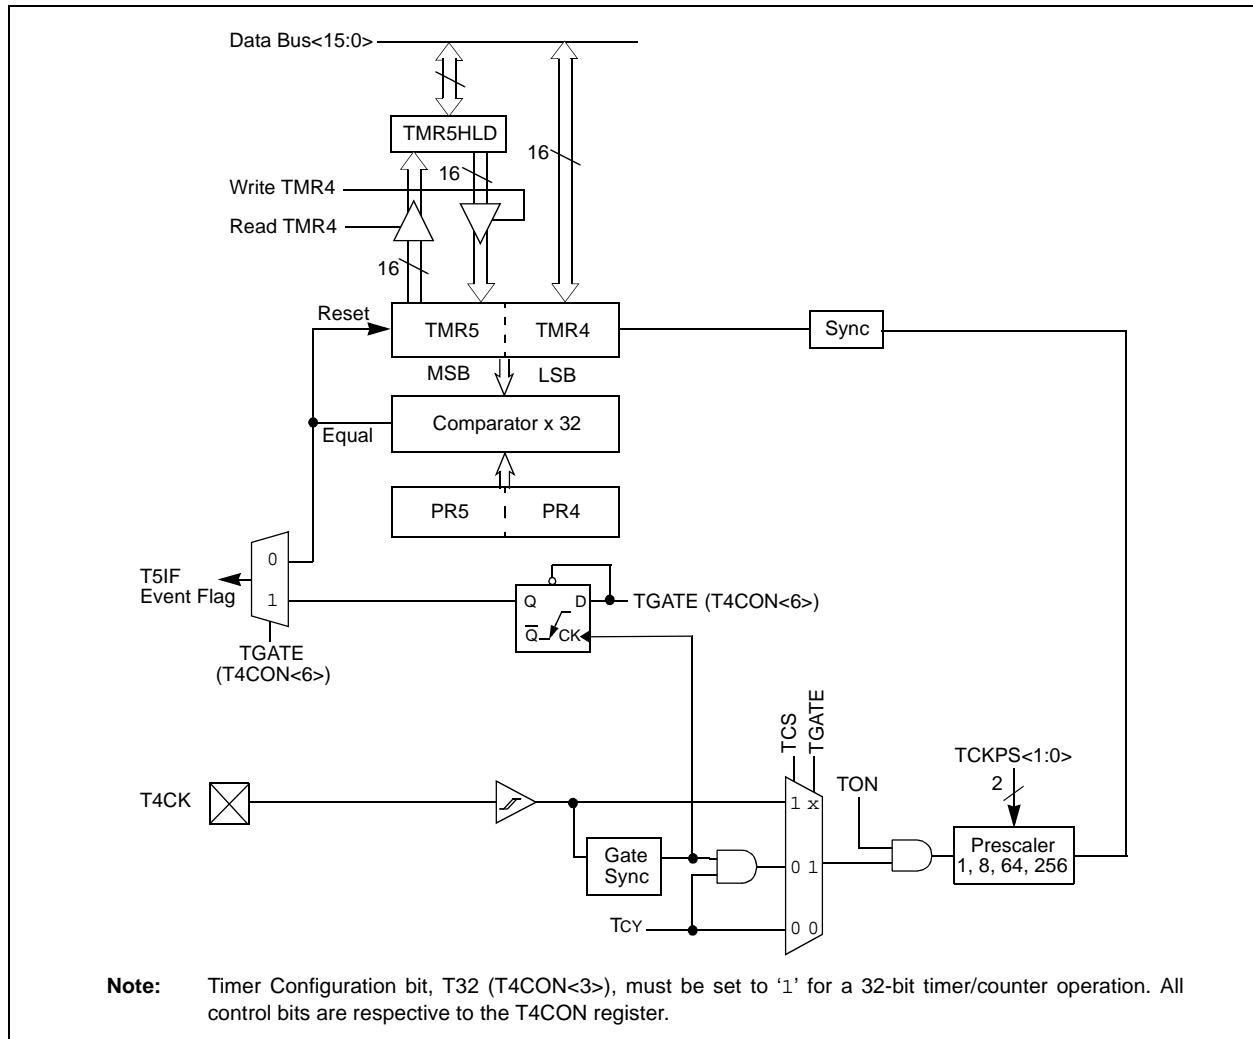 Data Bus<15:0>
TMR5HLD
16
16
Write TMR4
Read TMR4
16
Reset
TMR5
TMR4
Sync
MSB
LSB
Comparator x 32
Equal
PR5
PR4
0
T5IF
Event Flag
1
Q
D
TGATE (T4CON<6>)
Q
CK
TGATE
(T4CON<6>)
TCS
TGATE
TCKPS<1:0>
TON
2
T4CK
1 x
Gate
Sync
0 1
Prescaler
1, 8, 64, 256
TCY
0 0
Note: Timer Configuration bit, T32 (T4CON<3>), must be set to ‘1’ for a 32-bit timer/counter operation. All
control bits are respective to the T4CON register.